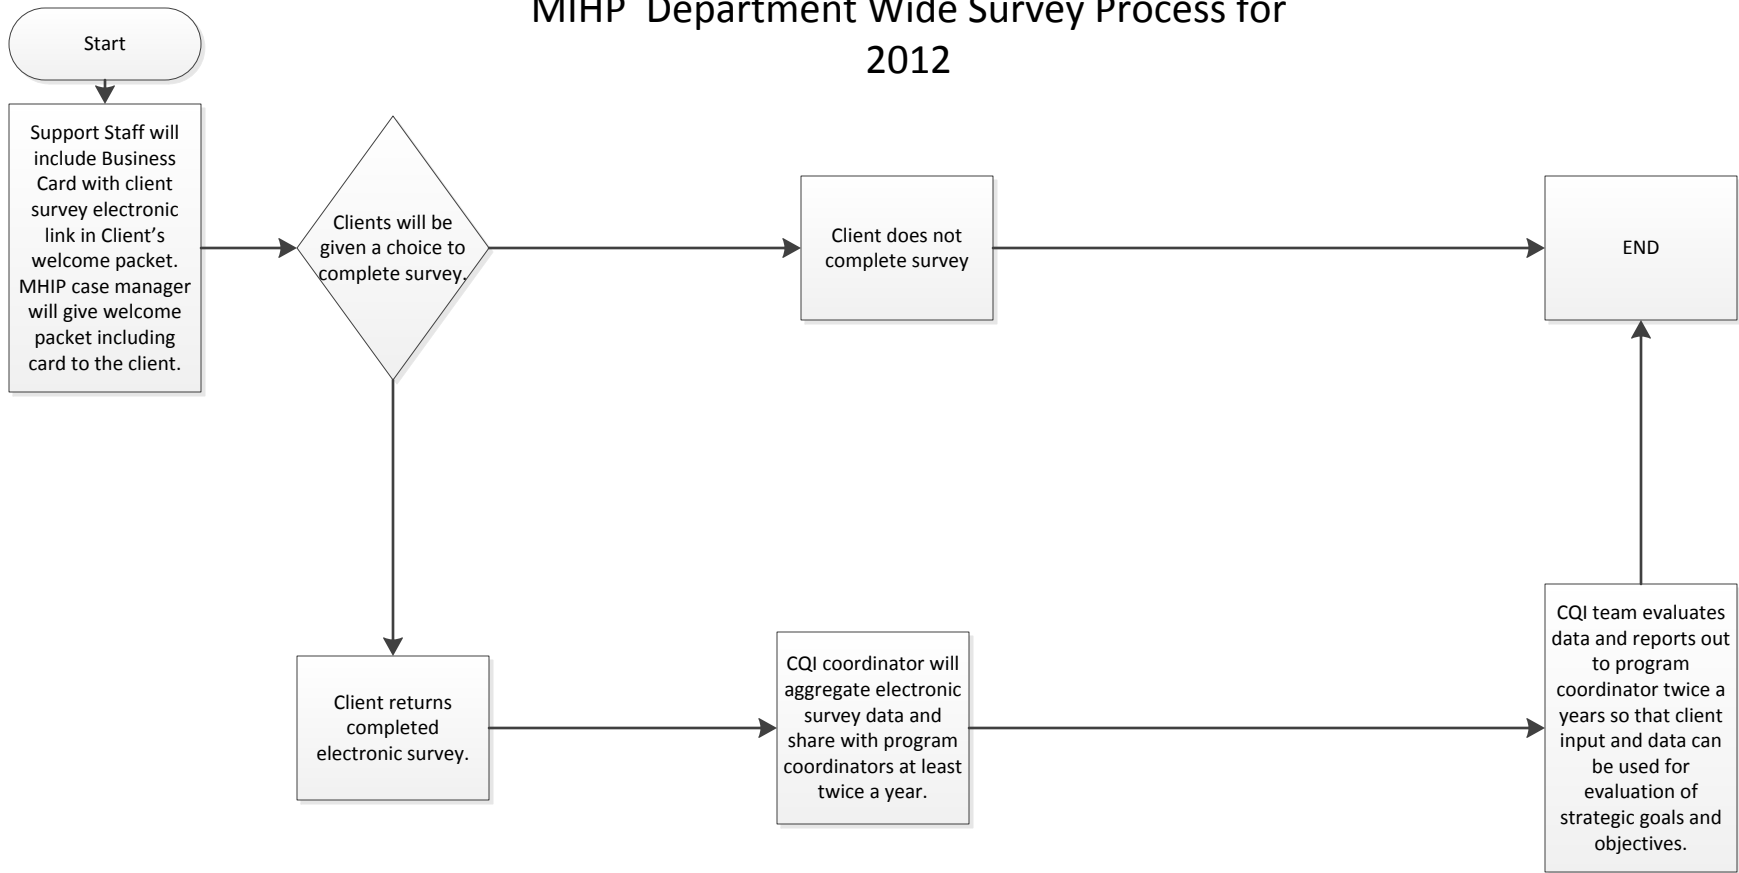 MIHP  Department Wide Survey Process for
2012
Start
Support Staff will
include Business
Card with client
survey electronic
link in Client’s
welcome packet.
MHIP case manager
will give welcome
packet including
card to the client.
Clients will be
given a choice to
complete survey.
Client does not
complete survey
END
Client returns
completed
electronic survey.
CQI coordinator will
aggregate electronic
survey data and
share with program
coordinators at least
twice a year.
CQI team evaluates
data and reports out
to program
coordinator twice a
years so that client
input and data can
be used for
evaluation of
strategic goals and
objectives.